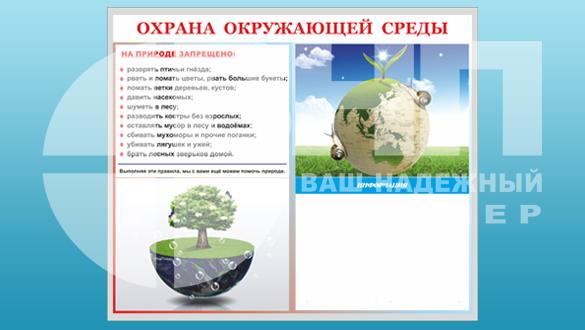 ОХРАНА ОКРУЖАЮЩЕЙ СРЕДЫ
НА ПРИРОДЕ ЗАПРЕЩЕНО:
разорять птичьи гнёзда;
рвать и ломать цветы, рвать большие букеты;
ломать ветки деревьев, кустов;
давить насекомых;
шуметь в лесу;
разводить костры без взрослых;
оставлять мусор в лесу и водоёмах;
сбивать мухоморы и прочие поганки;
убивать лягушек и ужей;
брать лесных зверьков домой.
Выполняя эти правила, мы с вами ещё можем помочь природе.
ИНФОРМАЦИЯ
ВАШ НАДЕЖНЫЙ
ЕР